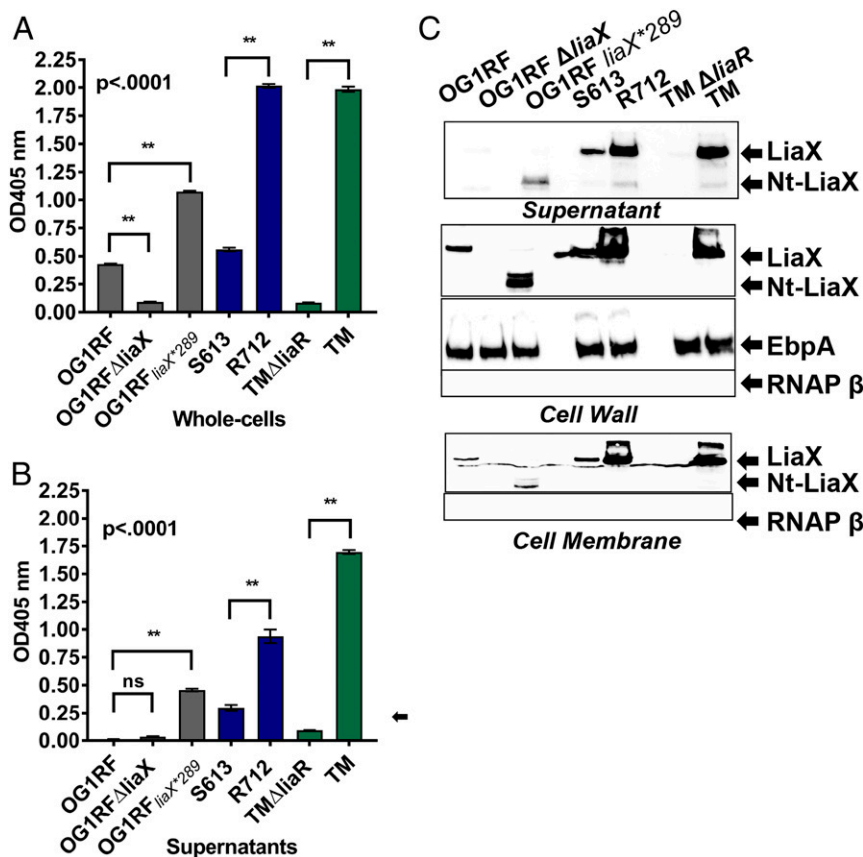 A
2.25
2.00
1.75
1.50
1.25
1.00
0.75
0.50
0.25
0.00
OD405 nm
p<.0001
**
**
**
**
OG1RF
OG1RFΔliaX
OG1RF liaX*289
S613
R712
TMΔliaR
TM
Whole-cells
B
2.25
2.00
1.75
1.50
1.25
1.00
0.75
0.50
0.25
0.00
OD405 nm
p<.0001
**
ns
**
**
OG1RF
OG1RFΔliaX
OG1RF liaX*289
S613
R712
TMΔliaR
TM
Supernatants
C
OG1RF
OG1RF ΔliaX
OG1RF liaX*289
S613
R712
TM ΔliaR
TM
LiaX
Nt-LiaX
Supernatant
LiaX
Nt-LiaX
EbpA
RNAP β
Cell Wall
LiaX
Nt-LiaX
RNAP β
Cell Membrane